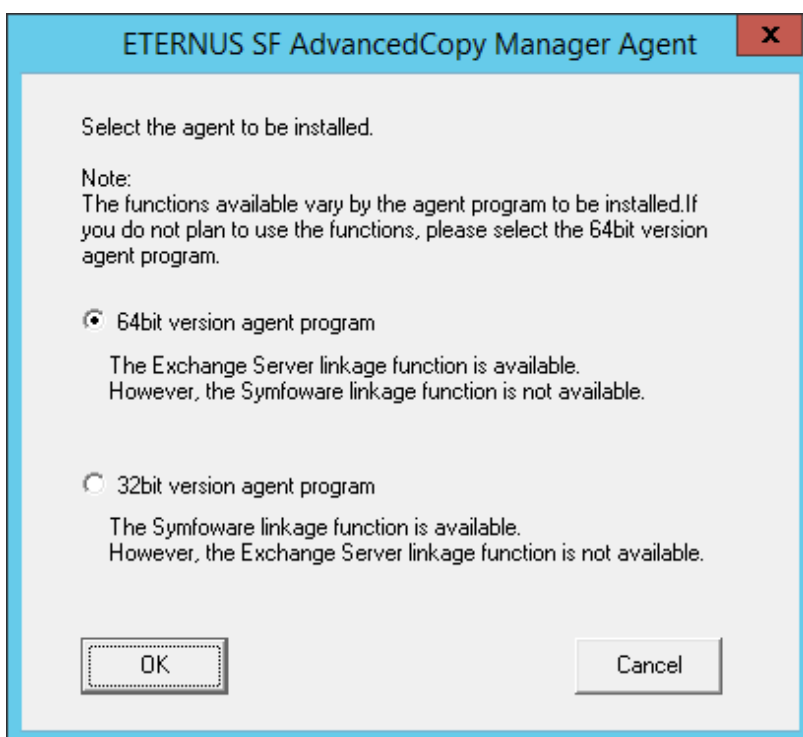 ETERNUS SF AdvancedCopy Manager Agent
x
Select the agent to be installed.
Note:
The functions available vary by the agent program to be installed.If
you do not plan to use the functions, please select the 64bit version
agent program.
64bit version agent program
The Exchange Server linkage function is available.
However, the Symfoware linkage function is not available.
32bit version agent program
The Symfoware linkage function is available.
However, the Exchange Server linkage function is not available.
OK
Cancel